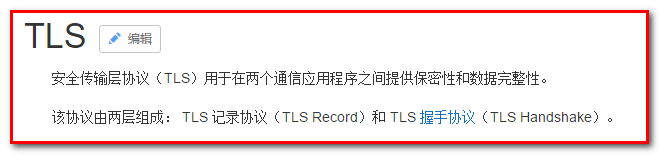 TLS 编辑
安全传输层协议（TLS）用于在两个通信应用程序之间提供保密性和数据完整性。
该协议由两层组成： TLS 记录协议（TLS Record）和 TLS 握手协议（TLS Handshake）。